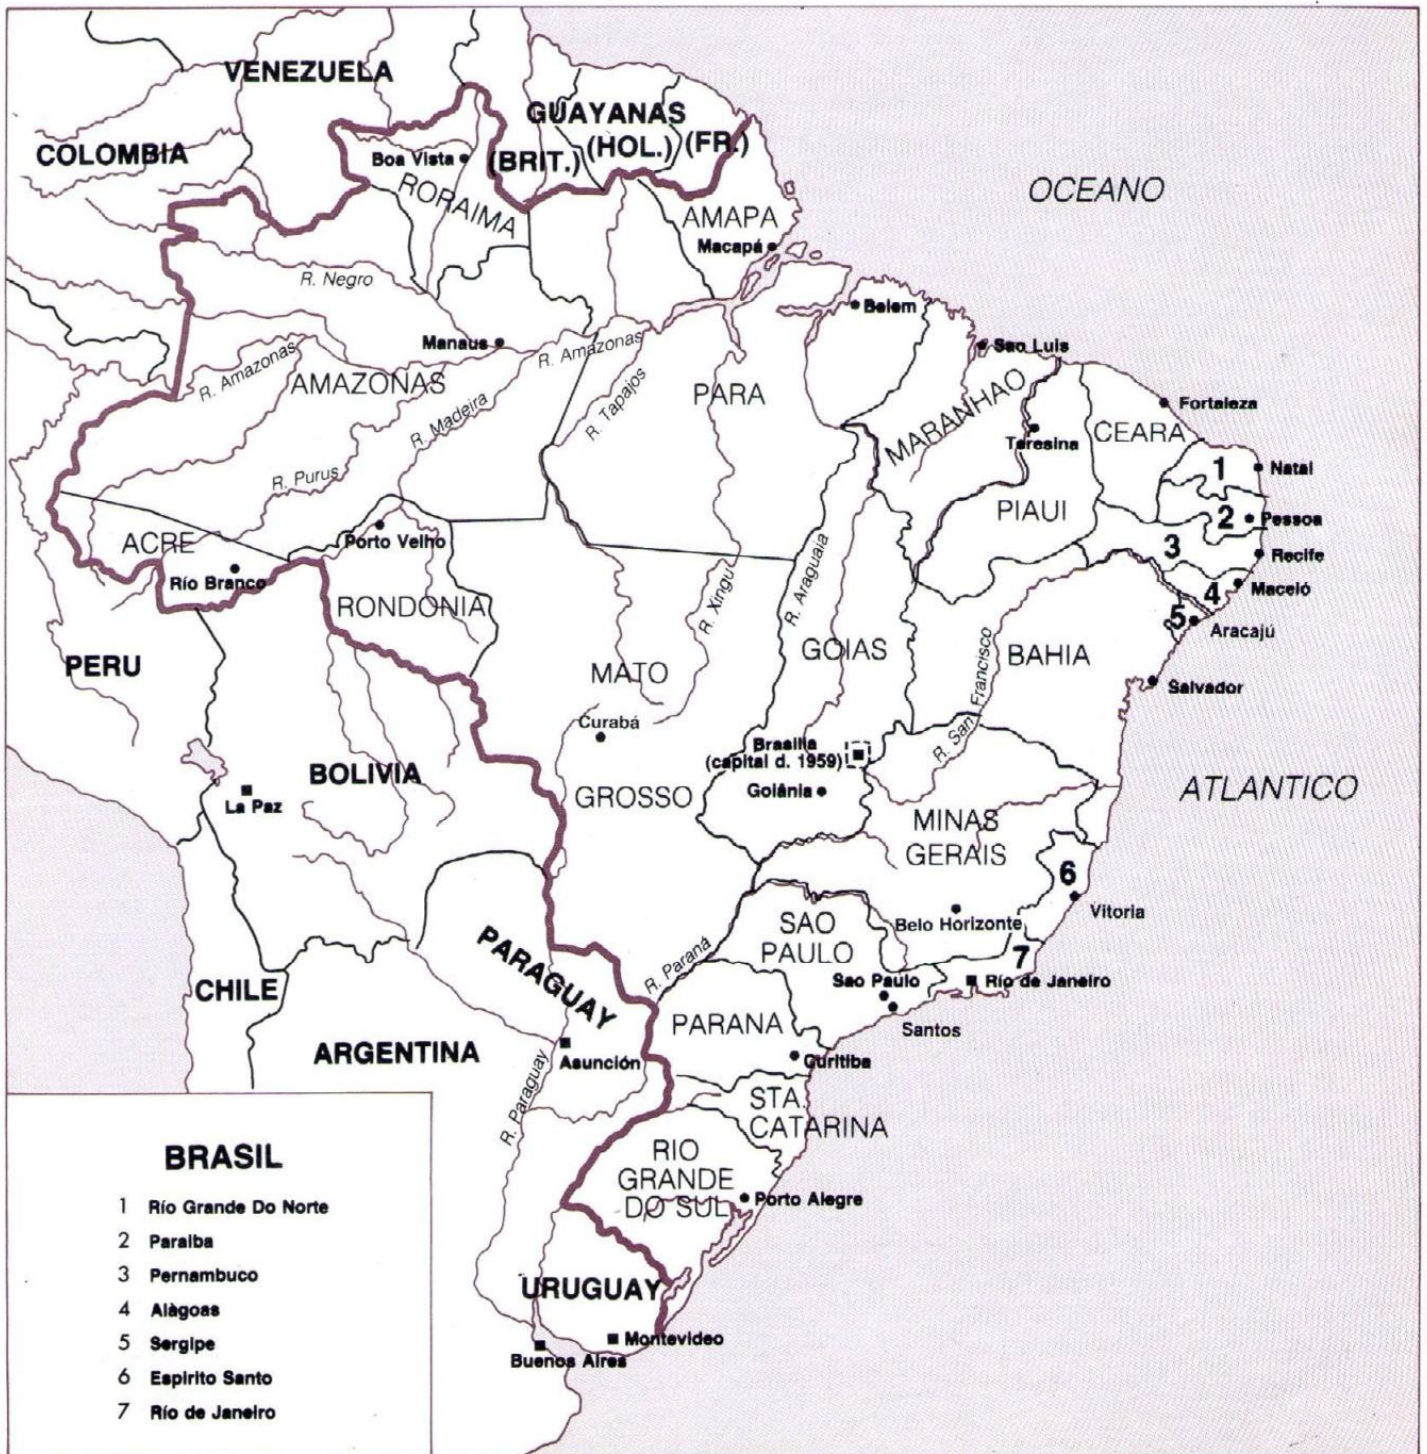 VENEZUELA
COLOMBIA
GUAYANAS
(BRIT.)
(HOL.)
(FR.)
Boa Vista
RORAIMA
OCEANO
AMAPA
Macapá
R. Negro
Belem
Manaus
R. Amazonas
R. Amazonas
Sao Luis
AMAZONAS
R. Madeira
R. Tapajos
PARA
MARANHAO
Fortaleza
Teresina
CEARA
R. Purus
1
Natal
PIAUI
2
Pessoa
ACRE
Porto Velho
3
Recife
Río Branco
R. Xingu
R. Araguaia
4
Maceió
RONDONIA
5
Aracajú
PERU
MATO
GOIAS
R. San Francisco
BAHIA
Salvador
Curabá
Brasilia
(capital d. 1959)
BOLIVIA
La Paz
GROSSO
Goiânia
ATLANTICO
MINAS
GERAIS
6
Belo Horizonte
Vitoria
SAO
PAULO
PARAGUAY
R. Paraná
7
CHILE
Sao Paulo
Río de Janeiro
Santos
PARANA
ARGENTINA
Asunción
Curitiba
R. Paraguay
STA.
CATARINA
RIO
GRANDE
DO SUL
Porto Alegre
URUGUAY
Montevideo
Buenos Aires
BRASIL
1 Río Grande Do Norte
2 Paraiba
3 Pernambuco
4 Alàgoas
5 Sergipe
6 Espirito Santo
7 Río de Janeiro